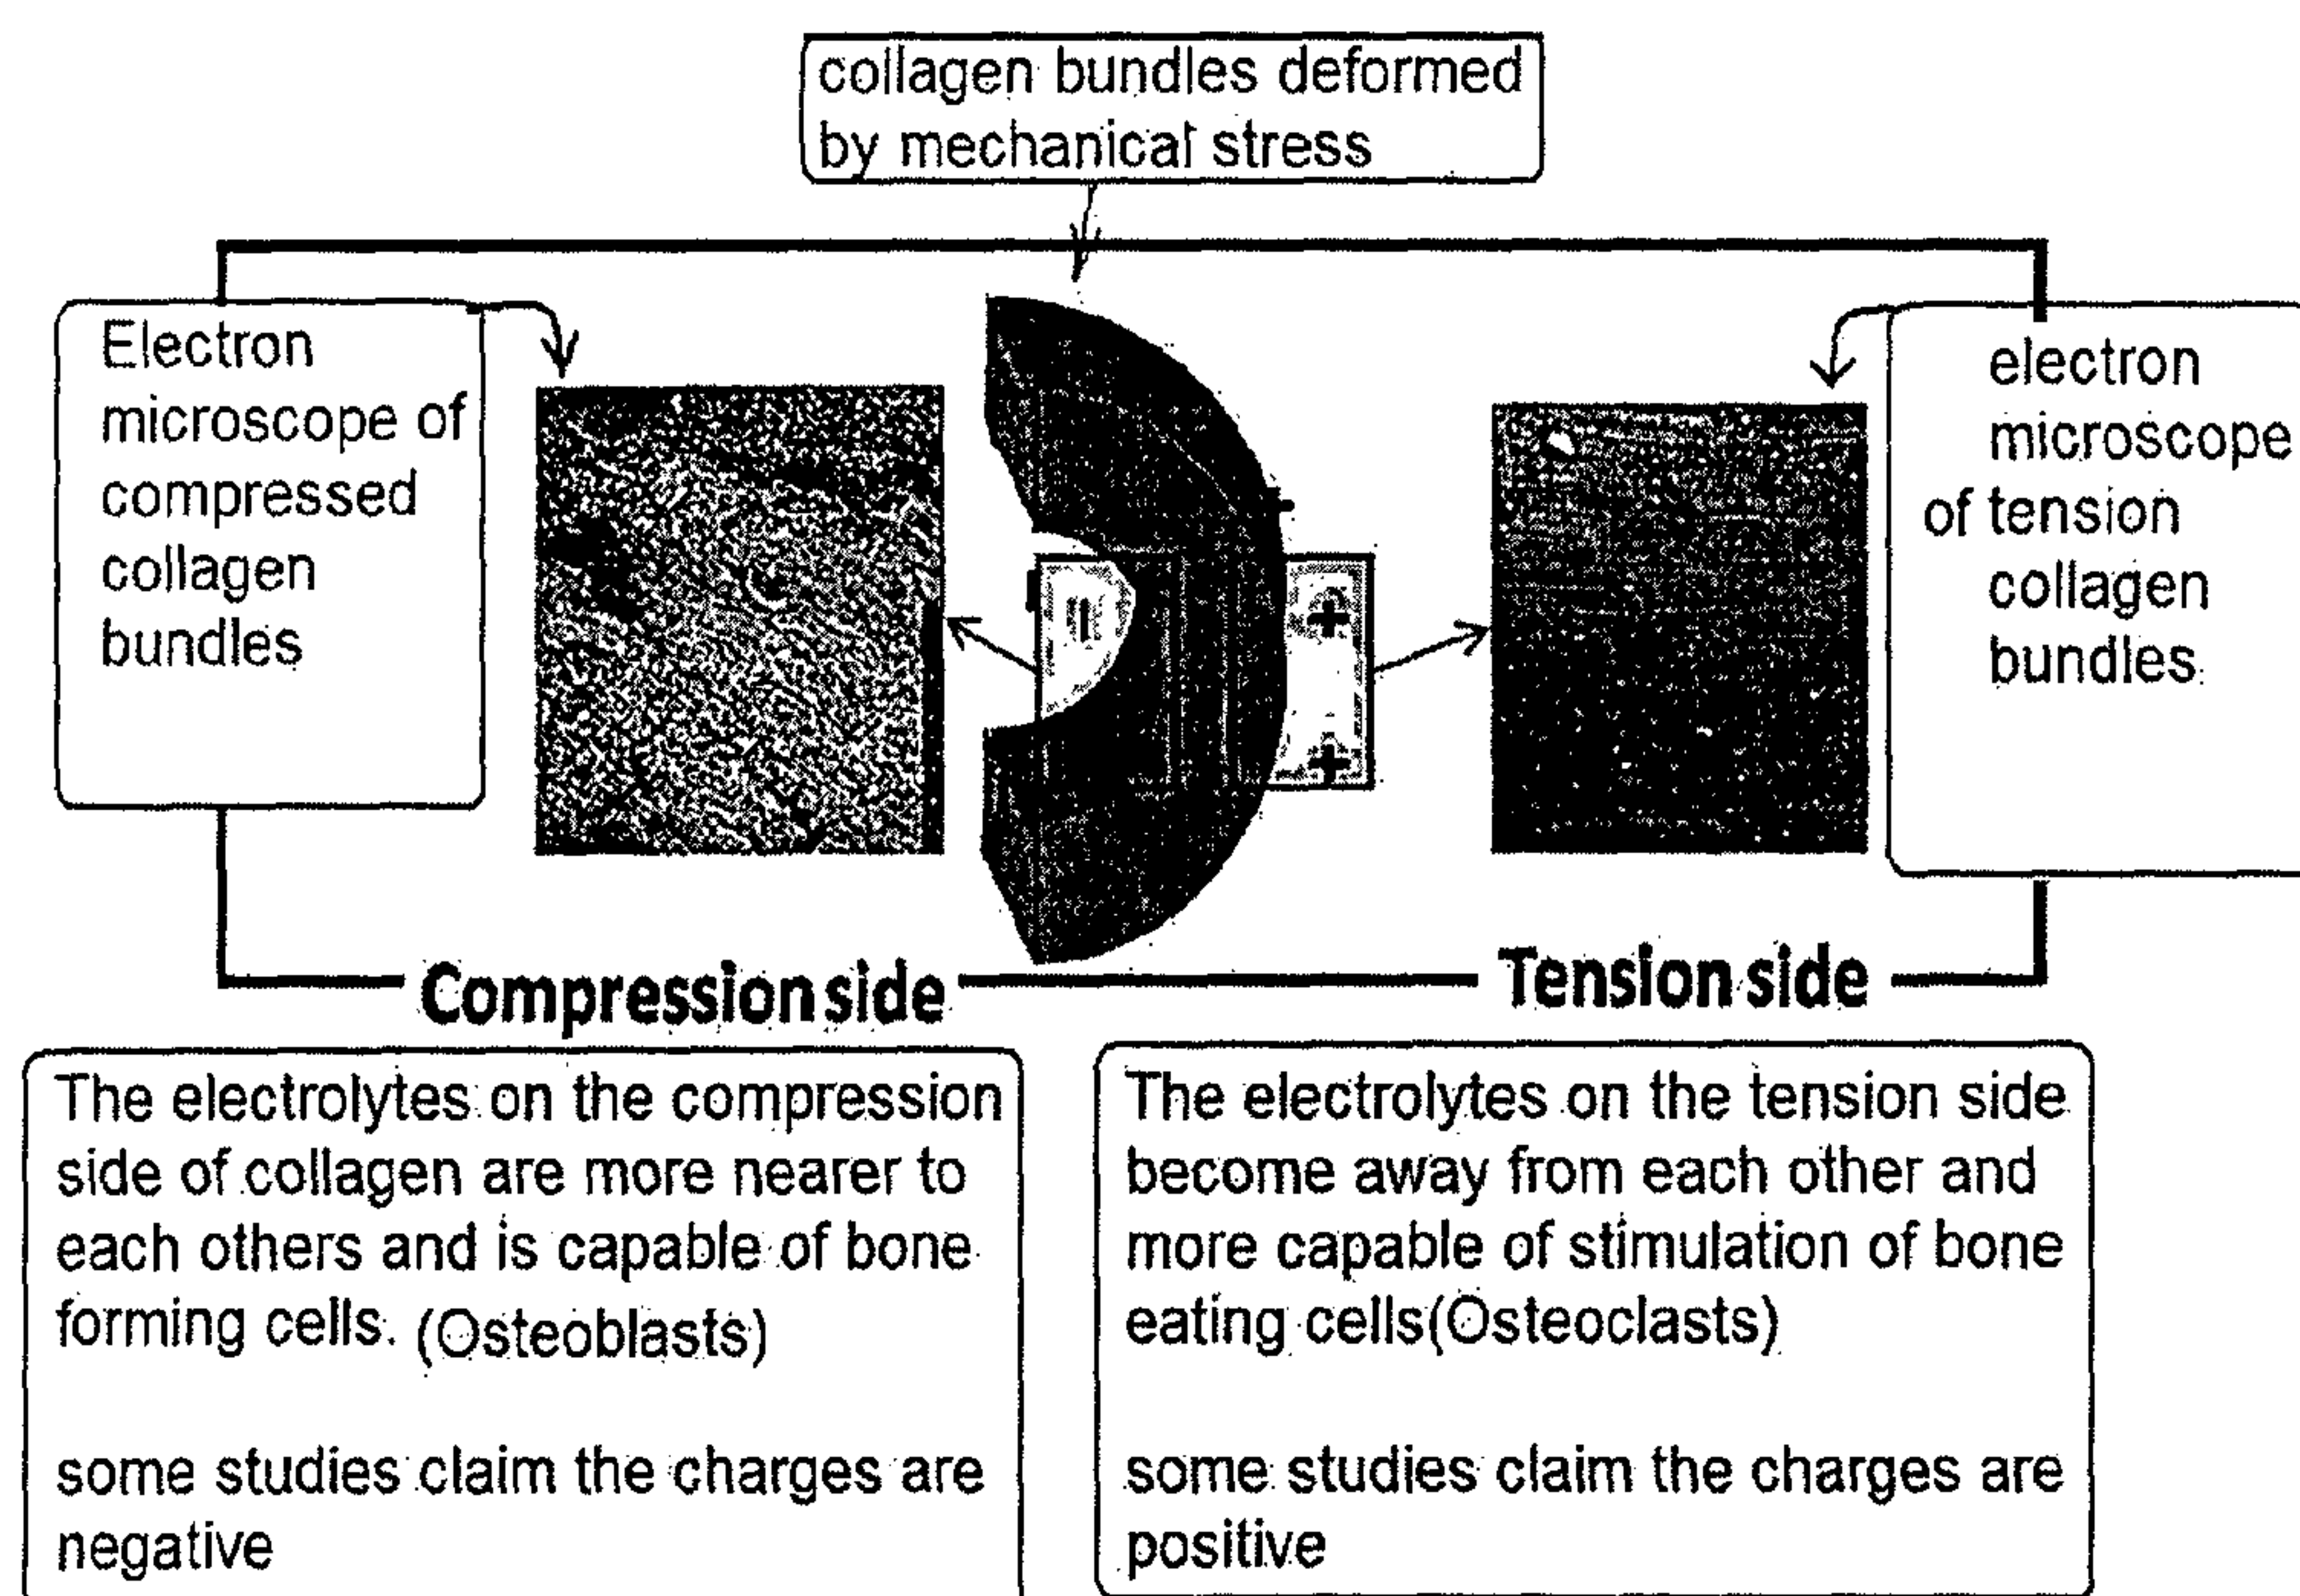 collagen bundles deformed
by mechanical stress
Electron
microscope of
compressed
collagen
bundles
electron
microscope
of tension
collagen
bundles
+
+
Compression side
Tension side
The electrolytes on the compression
side of collagen are more nearer to
each others and is capable of bone
forming cells. (Osteoblasts)
some studies claim the charges are
negative
The electrolytes on the tension side
become away from each other and
more capable of stimulation of bone
eating cells(Osteoclasts)
some studies claim the charges are
positive